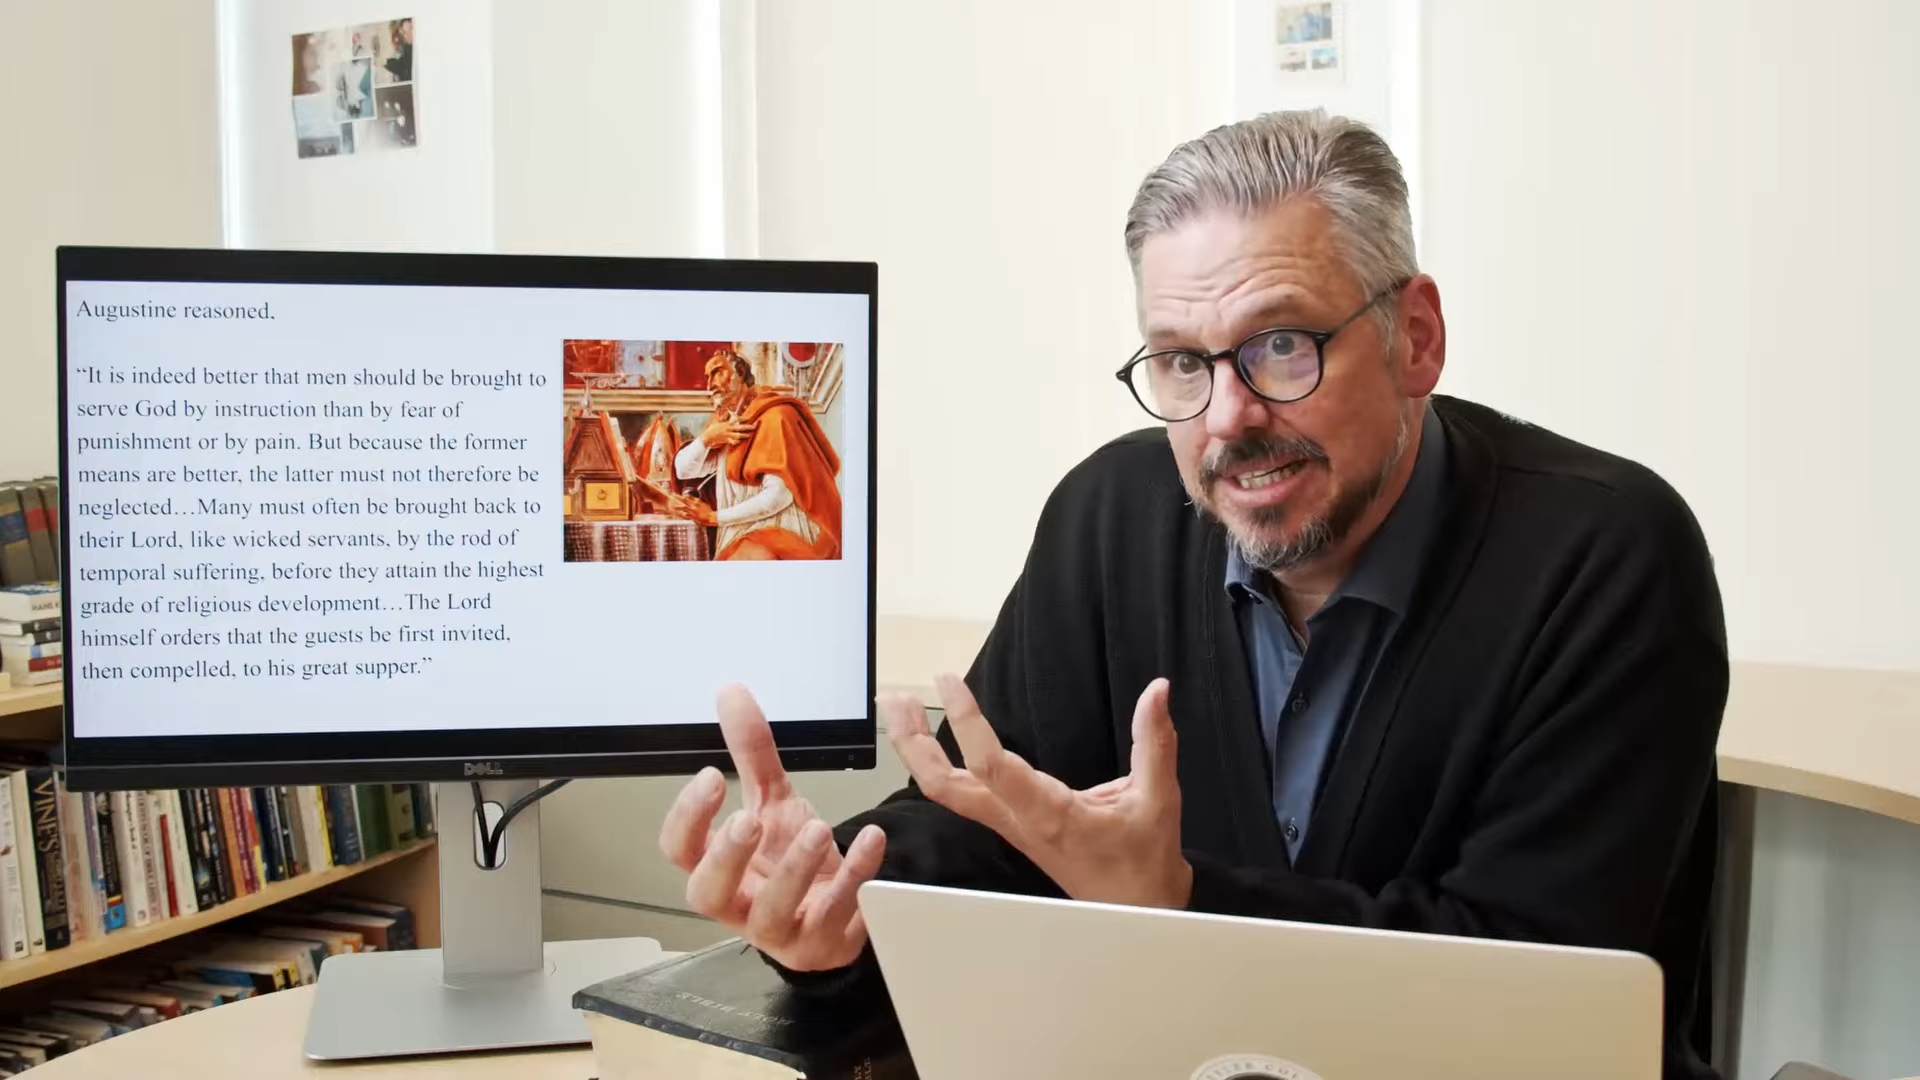 Augustine reasoned,
“It is indeed better that men should be brought to
serve God by instruction than by fear of
punishment or by pain. But because the former
means are better, the latter must not therefore be
neglected…Many must often be brought back to
their Lord, like wicked servants, by the rod of
temporal suffering, before they attain the highest
grade of religious development…The Lord
himself orders that the guests be first invited,
then compelled, to his great supper.”
DELL
VINE'S
HOLY BIBLE